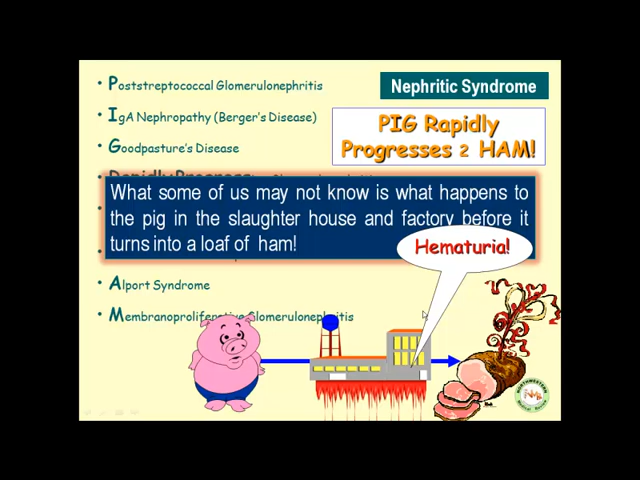 • Poststreptococcal Glomerulonephritis
Nephritic Syndrome
• IgA Nephropathy (Berger's Disease)
PIG Rapidly
Progresses 2 HAM!
• Goodpasture's Disease
What some of us may not know is what happens to
the pig in the slaughter house and factory before it
turns into a loaf of ham!
Hematuria!
• Alport Syndrome
• Membranoproliferative Glomerulonephritis